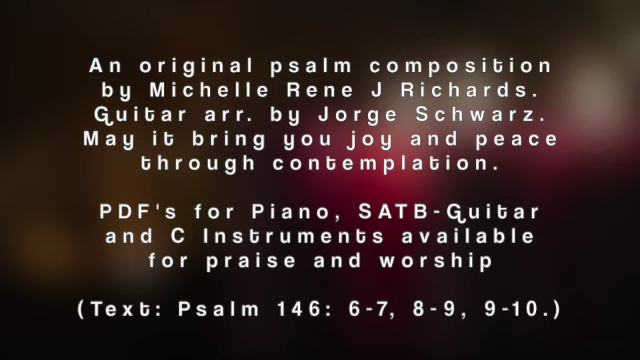 An original psalm composition
by Michelle Rene J Richards.
Guitar arr. by Jorge Schwarz.
May it bring you joy and peace
through contemplation.
PDF's for Piano, SATB-Guitar
and C Instruments available
for praise and worship
(Text: Psalm 146: 6-7, 8-9, 9-10.)